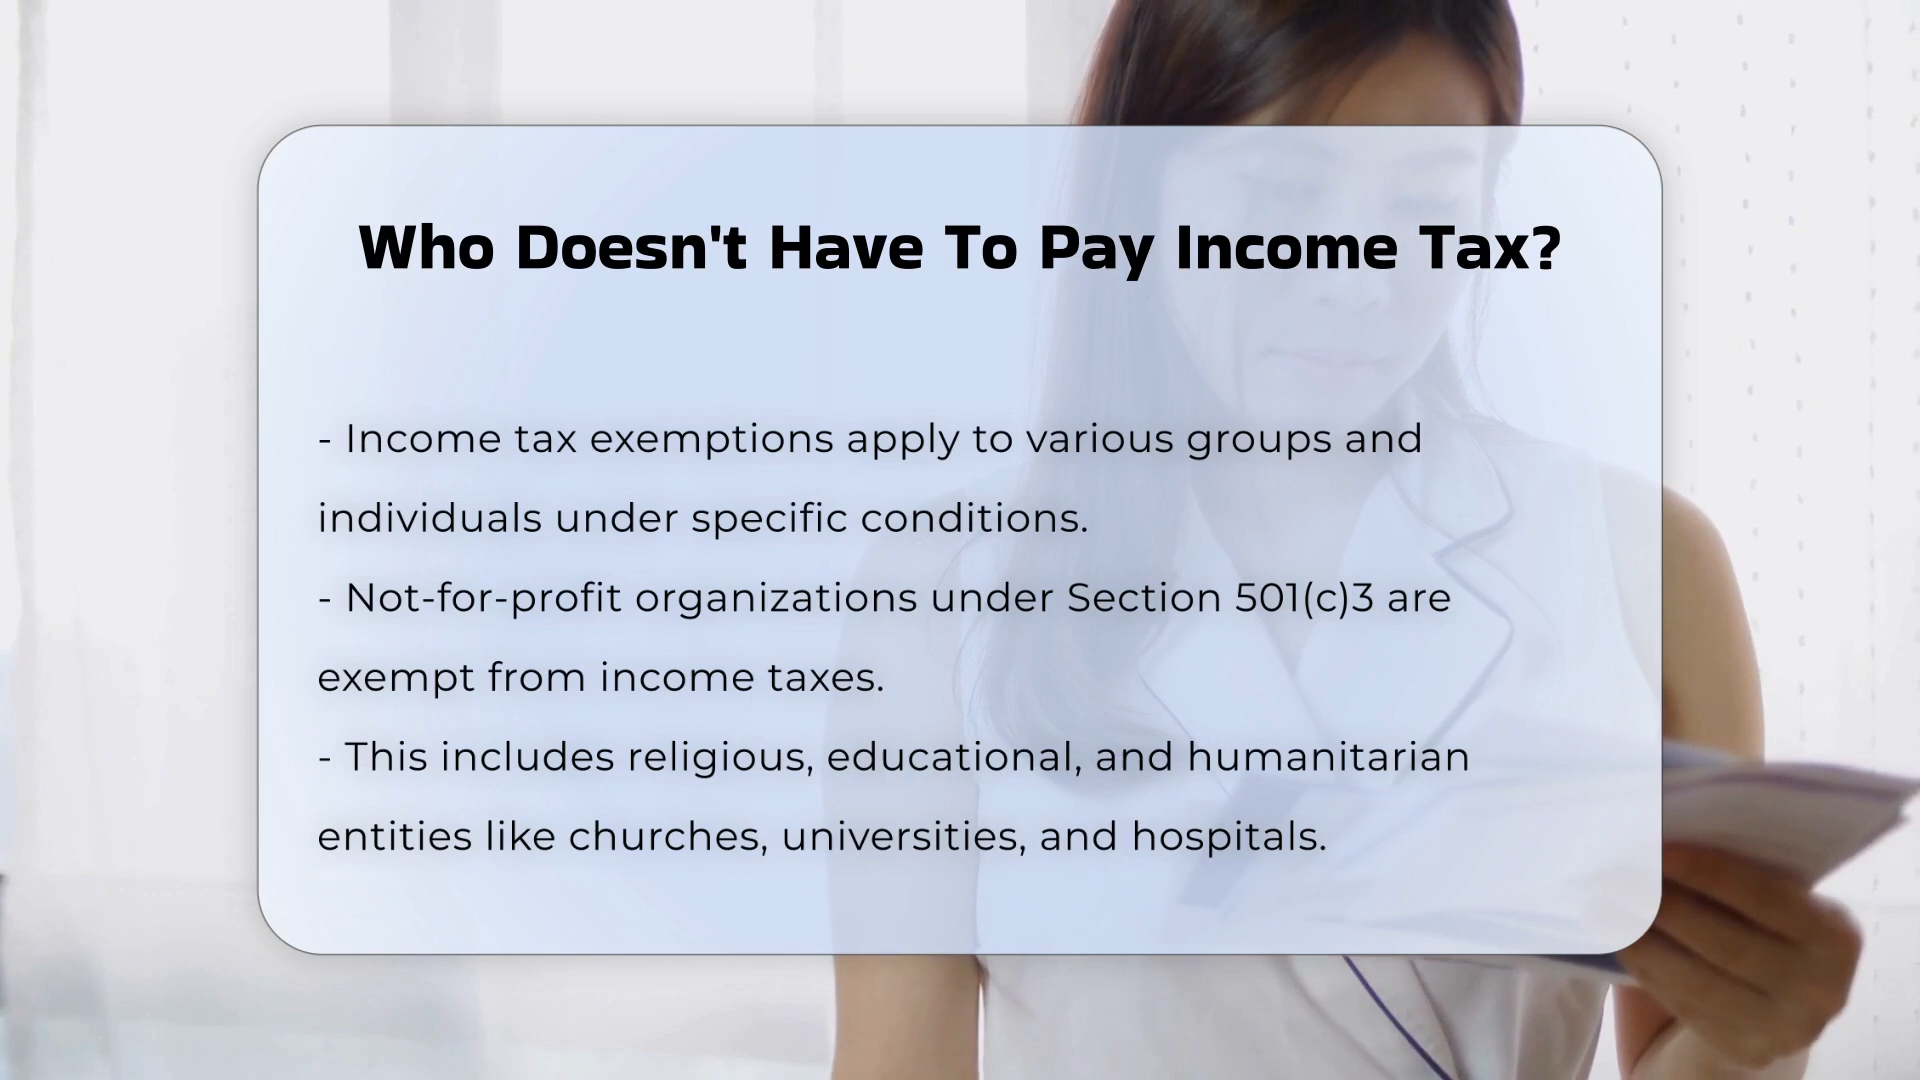 Who Doesn't Have To Pay Income Tax?
- Income tax exemptions apply to various groups and
individuals under specific conditions.
- Not-for-profit organizations under Section 501(c)3 are
exempt from income taxes.
- This includes religious, educational, and humanitarian
entities like churches, universities, and hospitals.